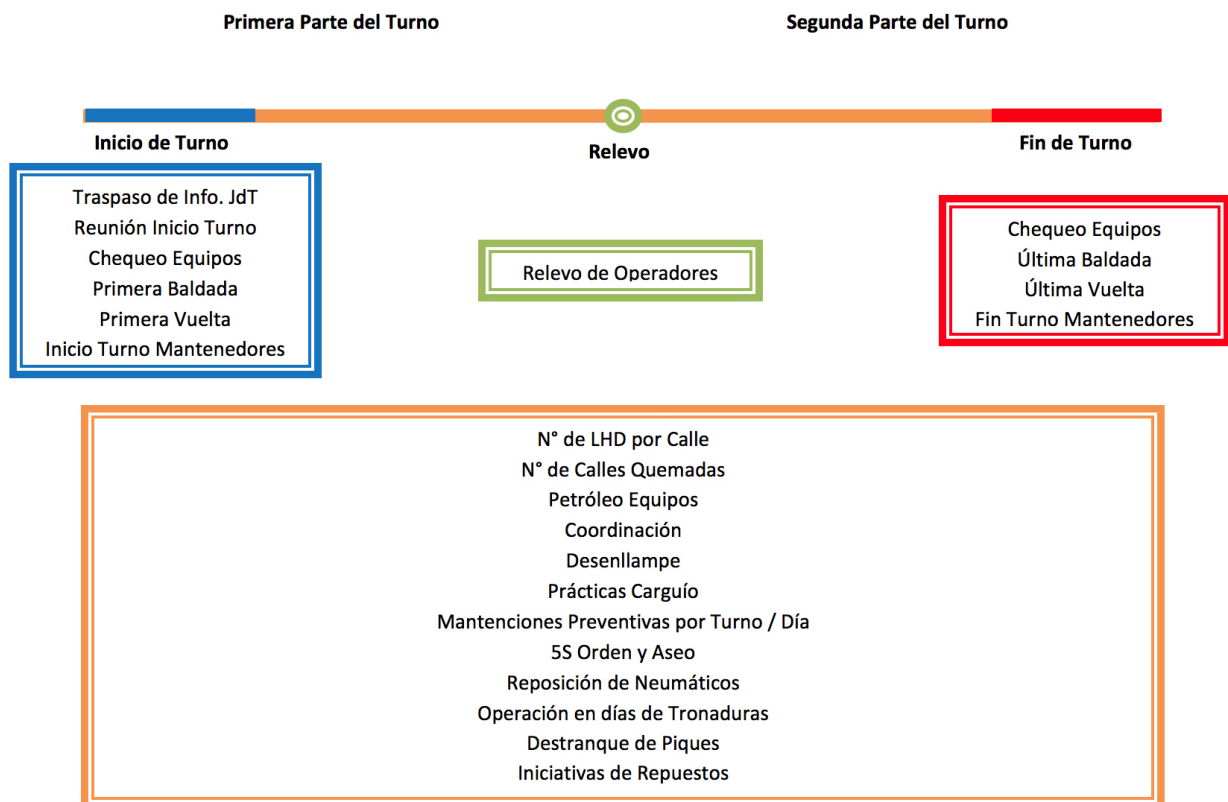 Primera Parte del Turno
Segunda Parte del Turno
Inicio de Turno
Relevo
Fin de Turno
Traspaso de Info. JdT
Reunión Inicio Turno
Chequeo Equipos
Primera Baldada
Primera Vuelta
Inicio Turno Mantenedores
Relevo de Operadores
Chequeo Equipos
Última Baldada
Última Vuelta
Fin Turno Mantenedores
N° de LHD por Calle
N° de Calles Quemadas
Petróleo Equipos
Coordinación
Desenllampe
Prácticas Carguío
Mantenciones Preventivas por Turno / Día
5S Orden y Aseo
Reposición de Neumáticos
Operación en días de Tronaduras
Destranque de Piques
Iniciativas de Repuestos